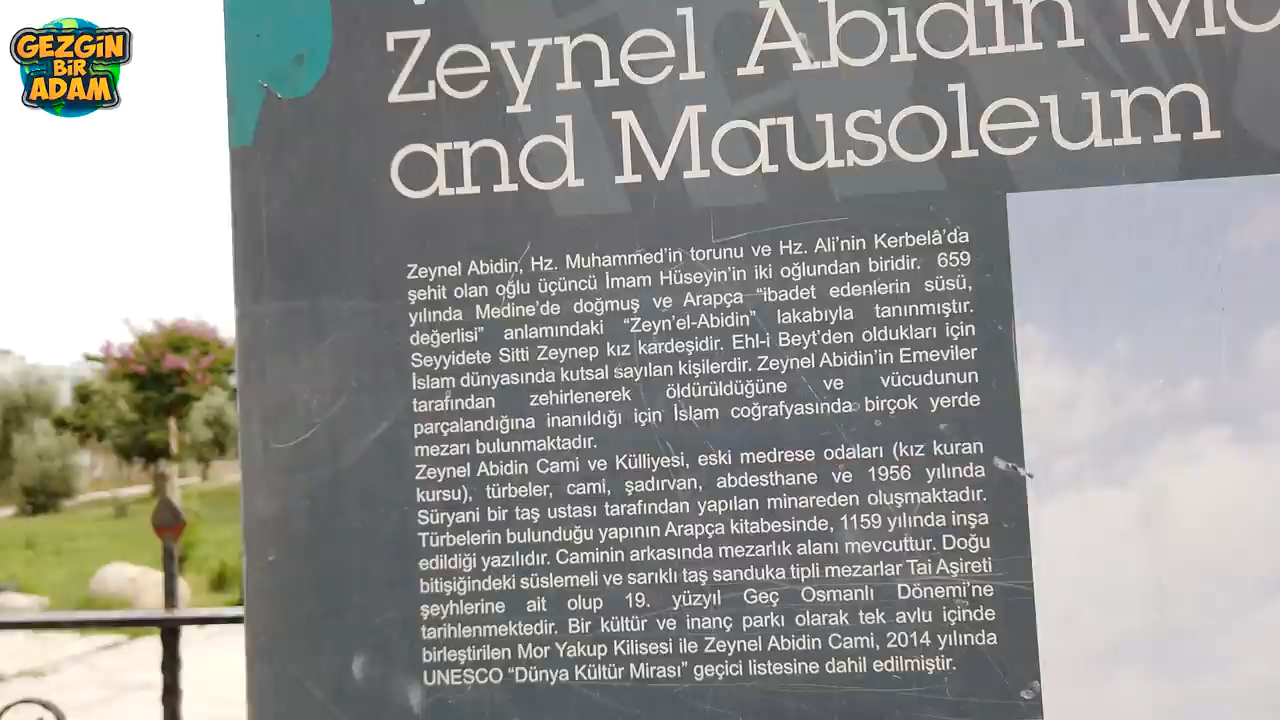 GEZGİN
BİR
ADAM
Zeynel Abidin
and Mausoleum
Zeynel Abidin, Hz. Muhammed'in torunu ve Hz. Ali'nin Kerbelâ'da
şehit olan oğlu üçüncü İmam Hüseyin'in iki oğlundan biridir. 659
yılında Medine'de doğmuş ve Arapça “ibadet edenlerin süsü,
değerlisi” anlamındaki “Zeyn'el-Abidin” lakabıyla tanınmıştır.
Seyyidete Sitti Zeynep kız kardeşidir. Ehl-i Beyt'den oldukları için
İslam dünyasında kutsal sayılan kişilerdir. Zeynel Abidin'in Emeviler
tarafından zehirlenerek öldürüldüğüne ve vücudunun
parçalandığına inanıldığı için İslam coğrafyasında birçok yerde
mezarı bulunmaktadır.
Zeynel Abidin Cami ve Külliyesi, eski medrese odaları (kız kuran
kursu), türbeler, cami, şadırvan, abdesthane ve 1956 yılında
Süryani bir taş ustası tarafından yapılan minareden oluşmaktadır.
Türbelerin bulunduğu yapının Arapça kitabesinde, 1159 yılında inşa
edildiği yazılıdır. Caminin arkasında mezarlık alanı mevcuttur. Doğu
bitişiğindeki süslemeli ve sarıklı taş sanduka tipli mezarlar Tai Aşireti
şeyhlerine ait olup 19. yüzyıl Geç Osmanlı Dönemi'ne
tarihlenmektedir. Bir kültür ve inanç parkı olarak tek avlu içinde
birleştirilen Mor Yakup Kilisesi ile Zeynel Abidin Cami, 2014 yılında
UNESCO “Dünya Kültür Mirası” geçici listesine dahil edilmiştir.